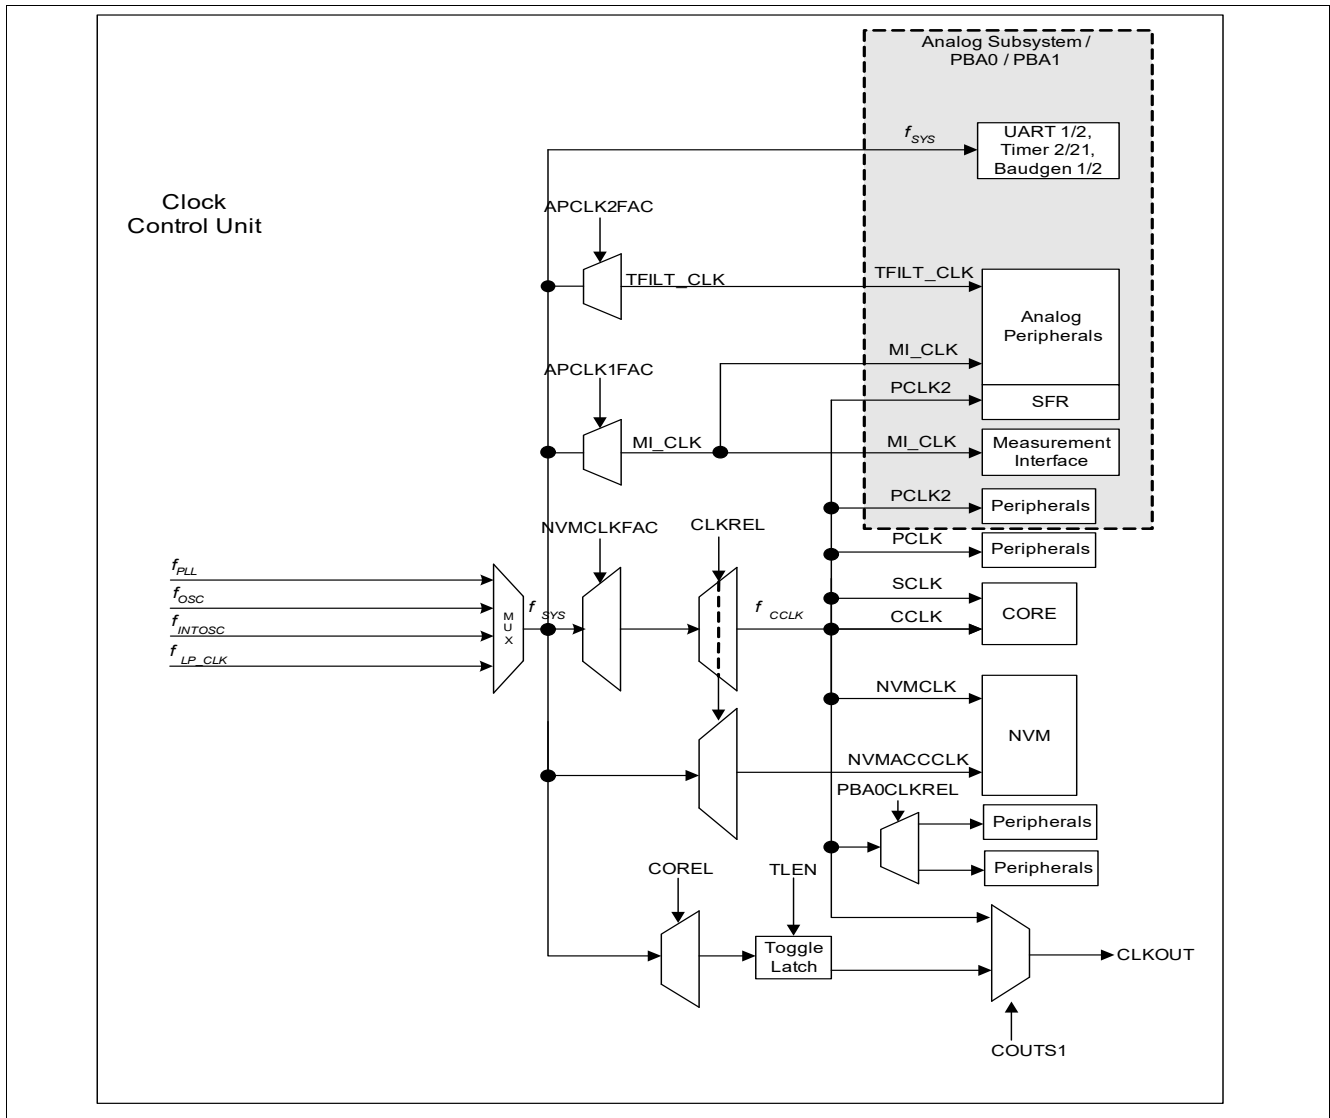 Analog Subsystem /
PBA0 / PBA1
fSYS
UART 1/2,
Timer 2/21,
Baudgen 1/2
Clock
Control Unit
APCLK2FAC
TFILT_CLK
TFILT_CLK
Analog
Peripherals
MI_CLK
APCLK1FAC
PCLK2
SFR
MI_CLK
MI_CLK
Measurement
Interface
PCLK2
Peripherals
NVMCLKFAC
CLKREL
PCLK
Peripherals
fPLL
fOSC
fINTOSC
fLP_CLK
MUX
fSYS
fCCLK
SCLK
CCLK
CORE
NVMCLK
NVM
NVMACCCLK
PBA0CLKREL
Peripherals
Peripherals
COREL
TLEN
Toggle
Latch
CLKOUT
COUTS1